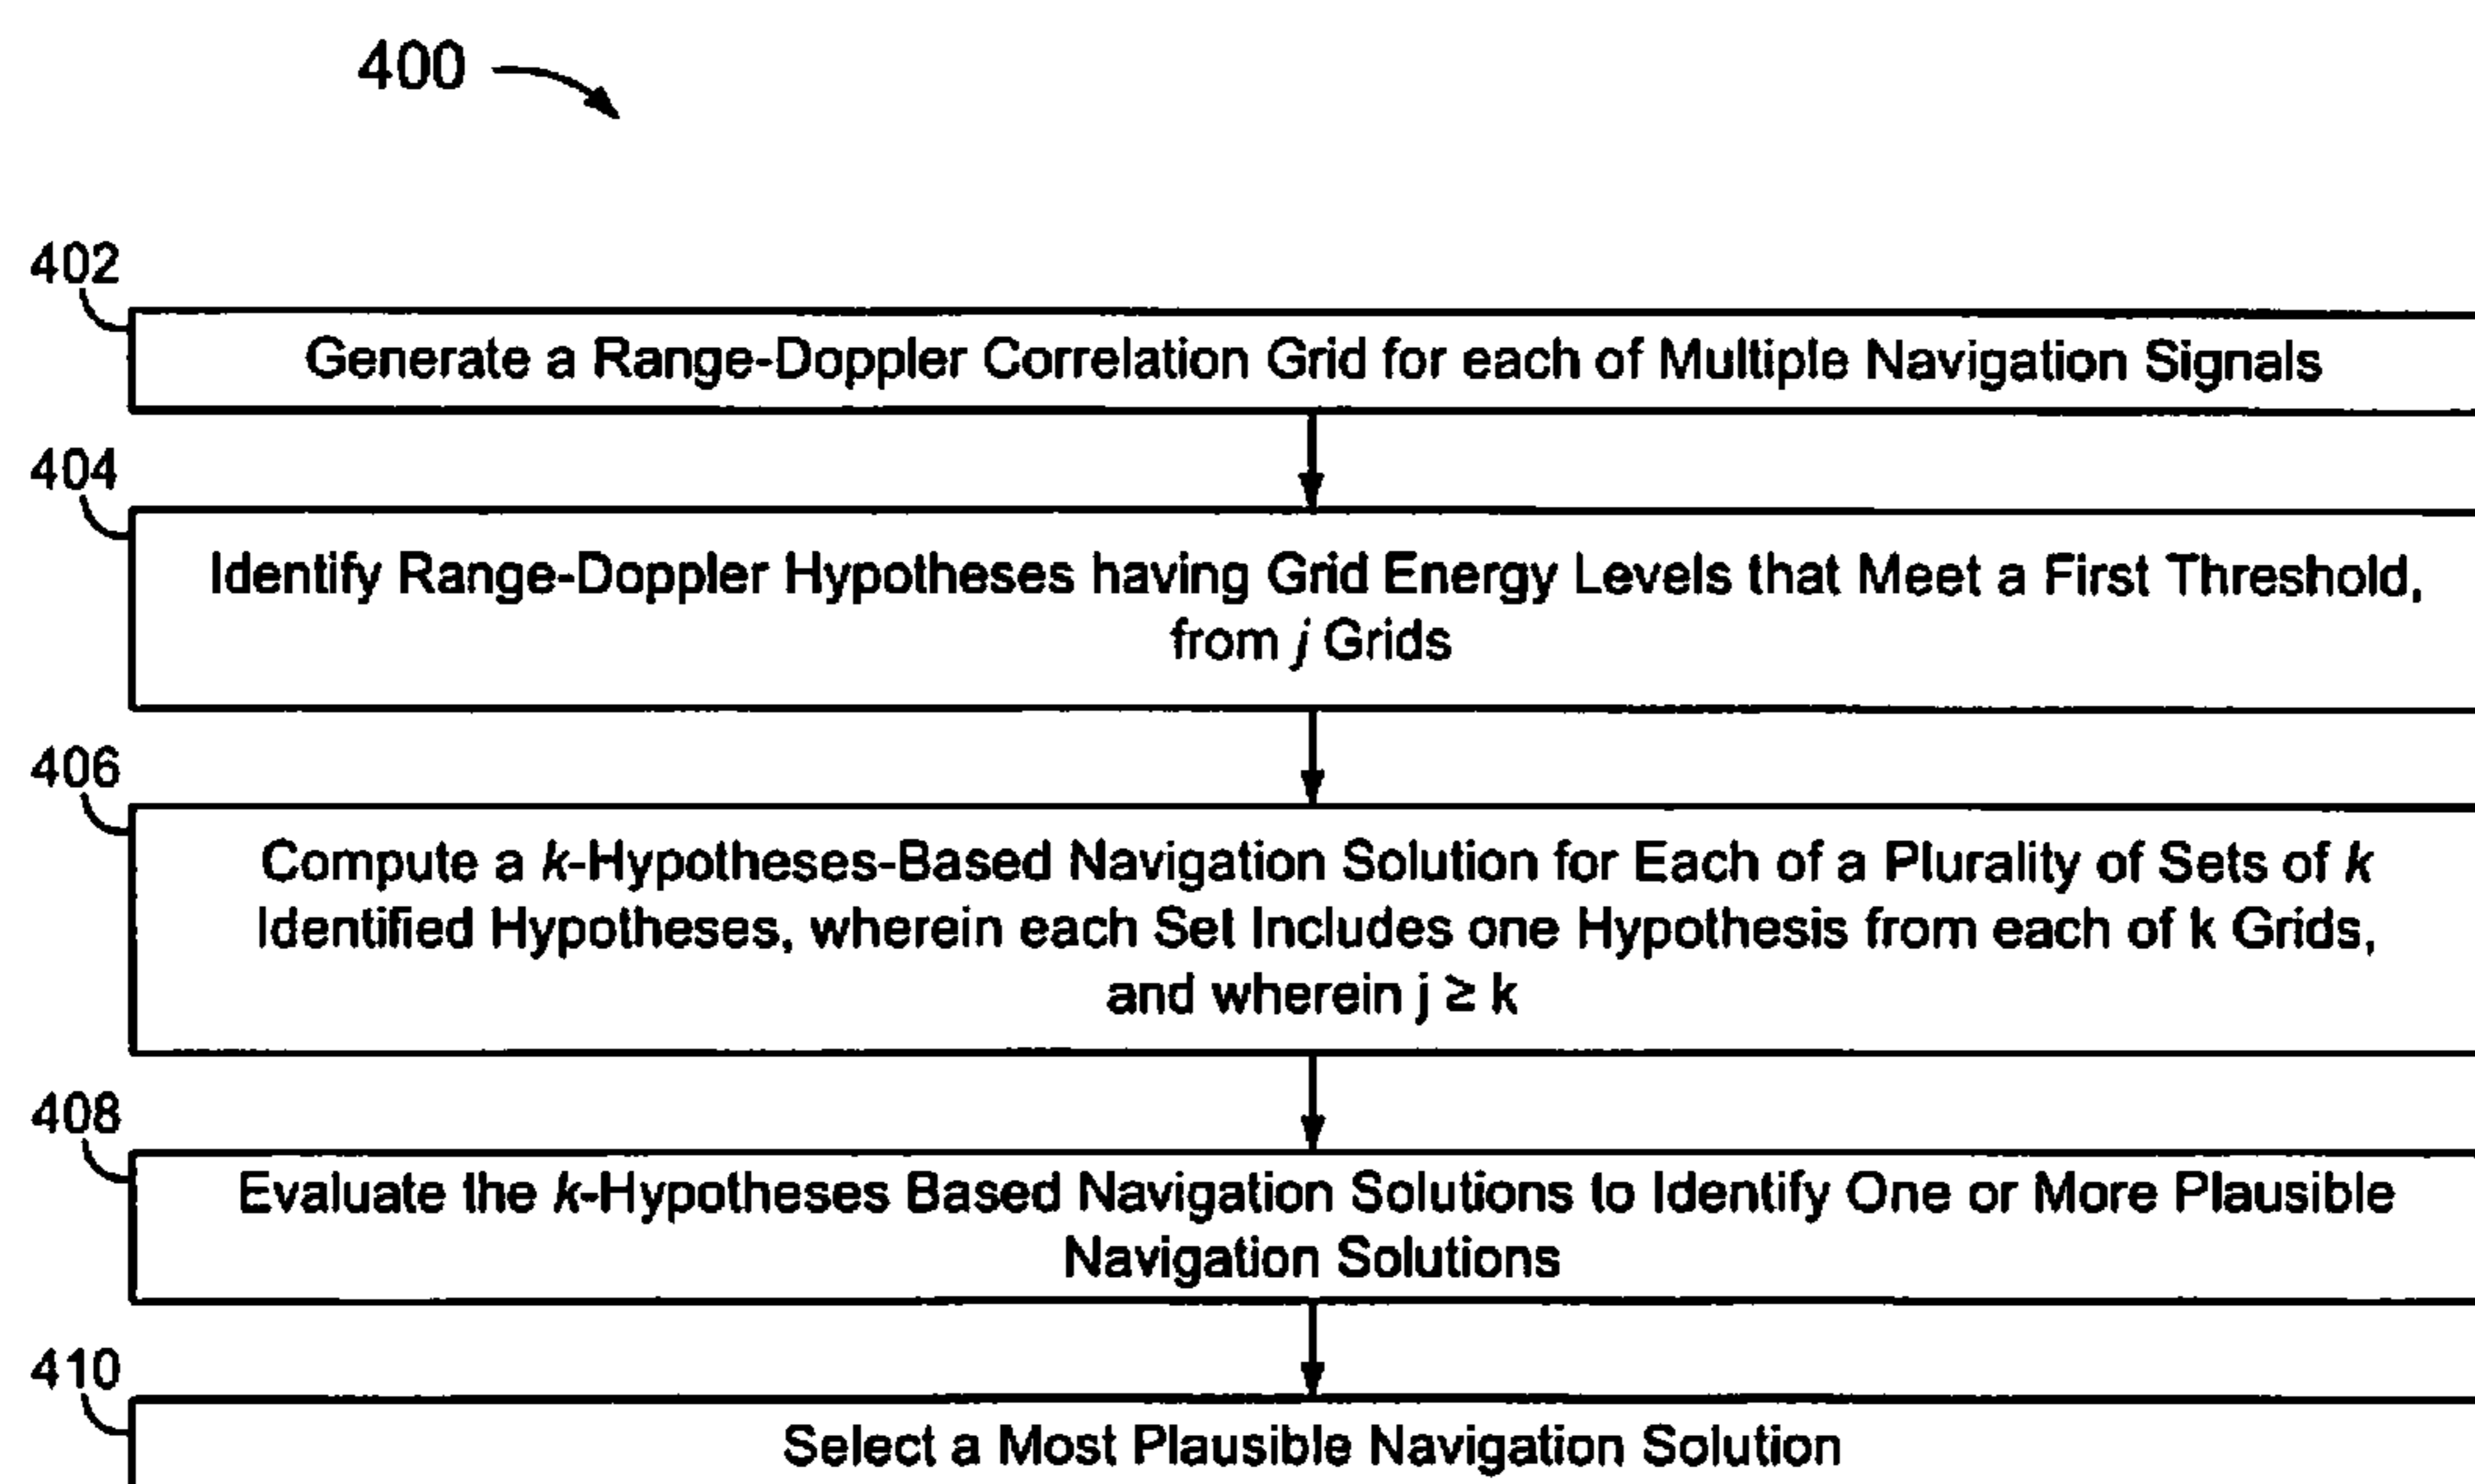 400
402
Generate a Range-Doppler Correlation Grid for each of Multiple Navigation Signals
404
Identify Range-Doppler Hypotheses having Grid Energy Levels that Meet a First Threshold,
from j Grids
406
Compute a k-Hypotheses-Based Navigation Solution for Each of a Plurality of Sets of k
Identified Hypotheses, wherein each Set Includes one Hypothesis from each of k Grids,
and wherein j ≥ k
408
Evaluate the k-Hypotheses Based Navigation Solutions to Identify One or More Plausible
Navigation Solutions
410
Select a Most Plausible Navigation Solution